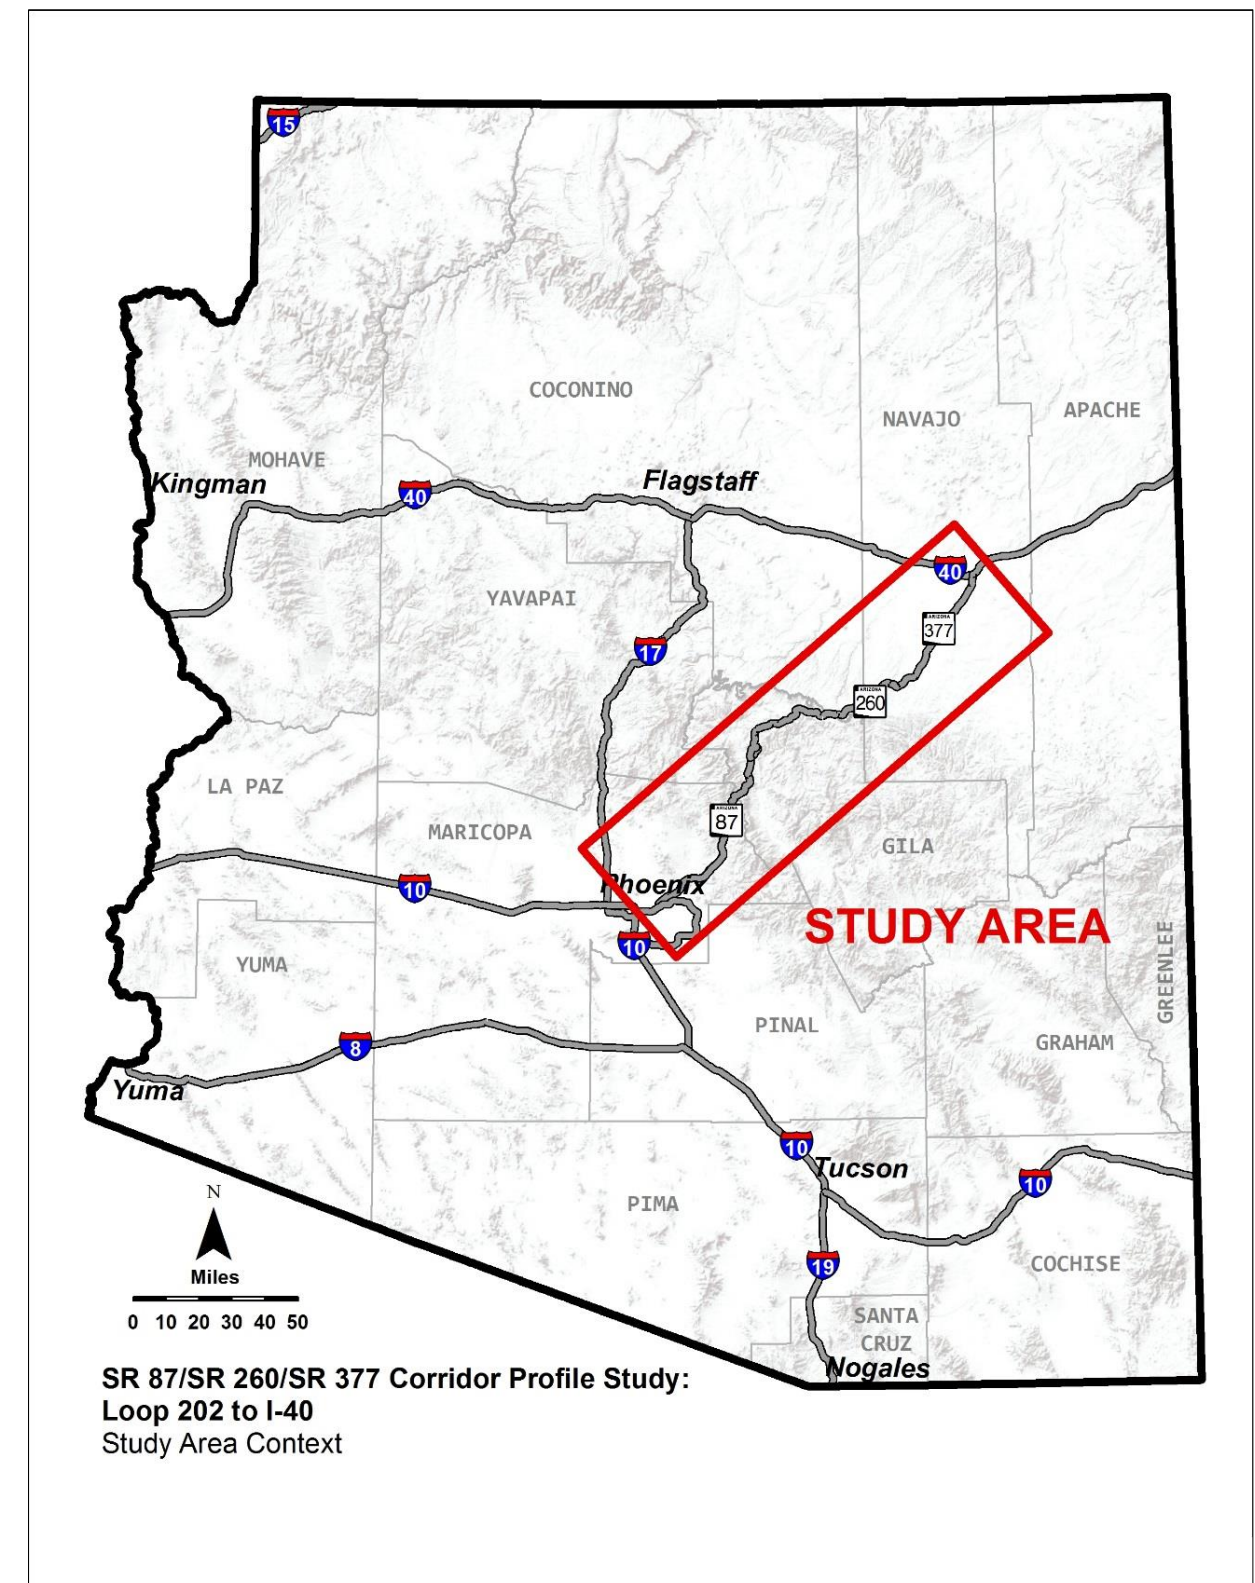 15
COCONINO
NAVAJO
APACHE
MOHAVE
Kingman
40
Flagstaff
40
YAVAPAI
ARIZONA
377
17
ARIZONA
260
LA PAZ
MARICOPA
ARIZONA
87
GILA
10
Phoenix
STUDY AREA
10
YUMA
GREENLEE
PINAL
GRAHAM
8
Yuma
10
Tucson
10
N
PIMA
Miles
19
COCHISE
0 10 20 30 40 50
SANTA
CRUZ
Nogales
SR 87/SR 260/SR 377 Corridor Profile Study:
Loop 202 to I-40
Study Area Context